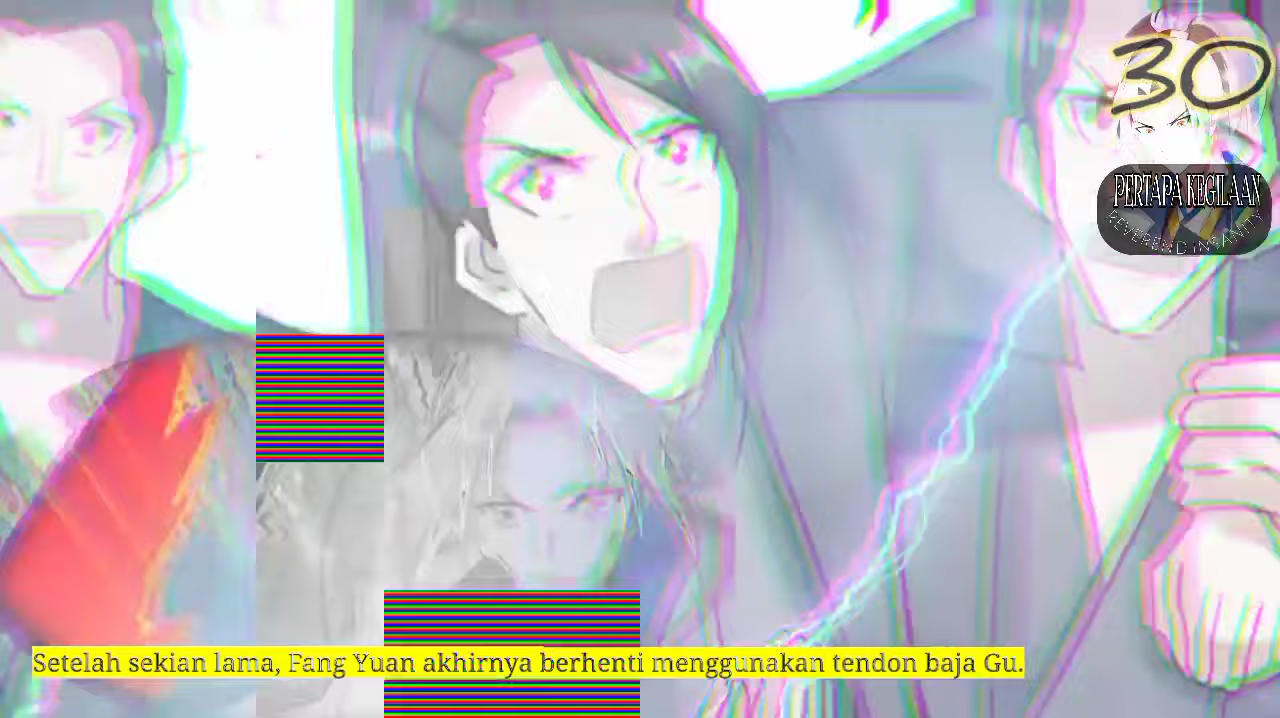 30
PERTAPA KEGILAAN
REVEREND INSANITY
Setelah sekian lama, Fang Yuan akhirnya berhenti menggunakan tendon baja Gu.